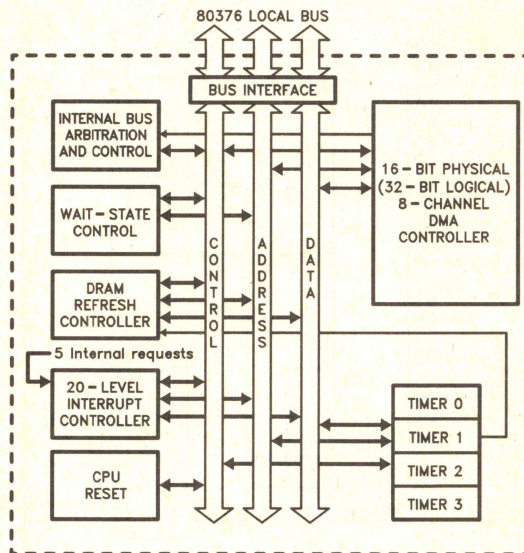 80376 LOCAL BUS
BUS INTERFACE
INTERNAL BUS
ARBITRATION
AND CONTROL
16-BIT PHYSICAL
(32-BIT LOGICAL)
8-CHANNEL
DMA
CONTROLLER
WAIT-STATE
CONTROL
CONTROL
ADDRESS
DATA
DRAM
REFRESH
CONTROLLER
5 Internal requests
20-LEVEL
INTERRUPT
CONTROLLER
TIMER 0
TIMER 1
TIMER 2
TIMER 3
CPU
RESET